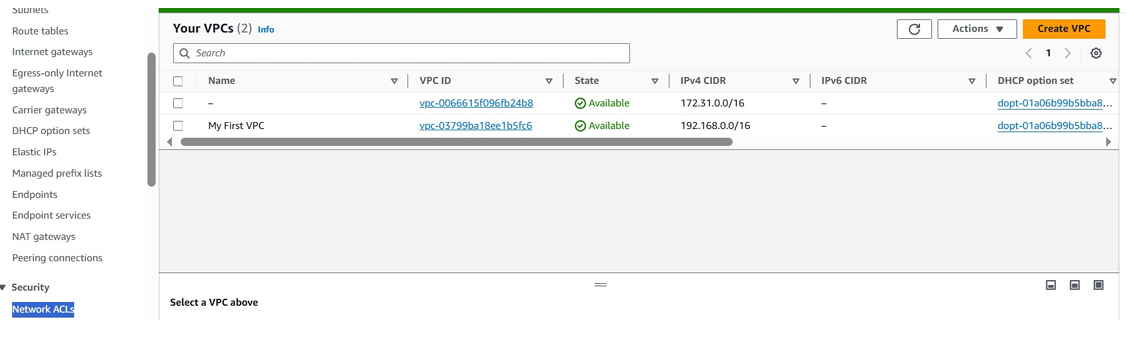 Subnets
Route tables
Internet gateways
Egress-only Internet
gateways
Carrier gateways
DHCP option sets
Elastic IPs
Managed prefix lists
Endpoints
Endpoint services
NAT gateways
Peering connections
Security
Network ACLs
Your VPCs (2) Info
Actions
Create VPC
Search
1
Name VPC ID State IPv4 CIDR IPv6 CIDR DHCP option set
– vpc-0066615f096fb24b8 Available 172.31.0.0/16 – dopt-01a06b99b5bba8...
My First VPC vpc-03799ba18ee1b5fc6 Available 192.168.0.0/16 – dopt-01a06b99b5bba8...
Select a VPC above